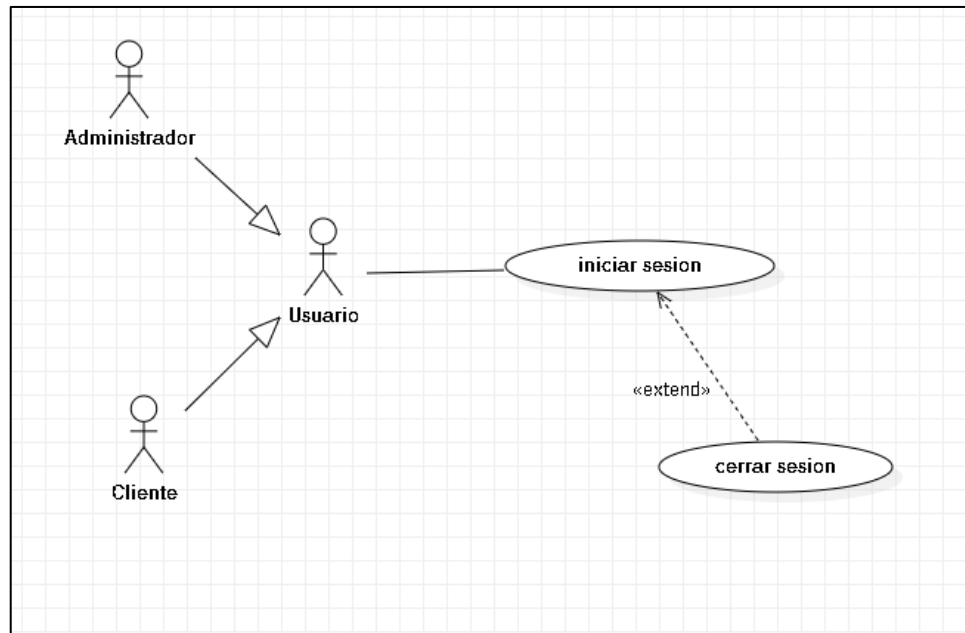 Administrador
iniciar sesion
Usuario
«extend»
cerrar sesion
Cliente